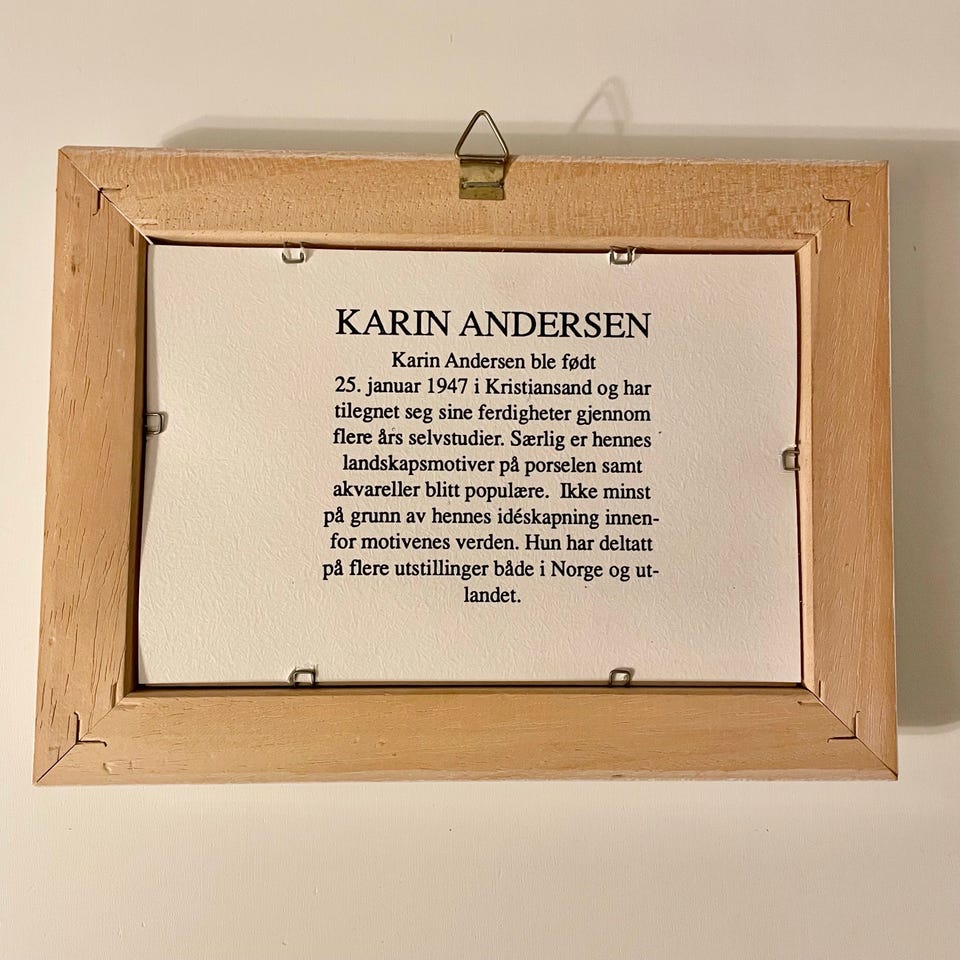 KARIN ANDERSEN
Karin Andersen ble født
25. januar 1947 i Kristiansand og har
tilegnet seg sine ferdigheter gjennom
flere års selvstudier. Særlig er hennes
landskapsmotiver på porselen samt
akvareller blitt populære.  Ikke minst
på grunn av hennes idéskapning innen-
for motivenes verden. Hun har deltatt
på flere utstillinger både i Norge og ut-
landet.